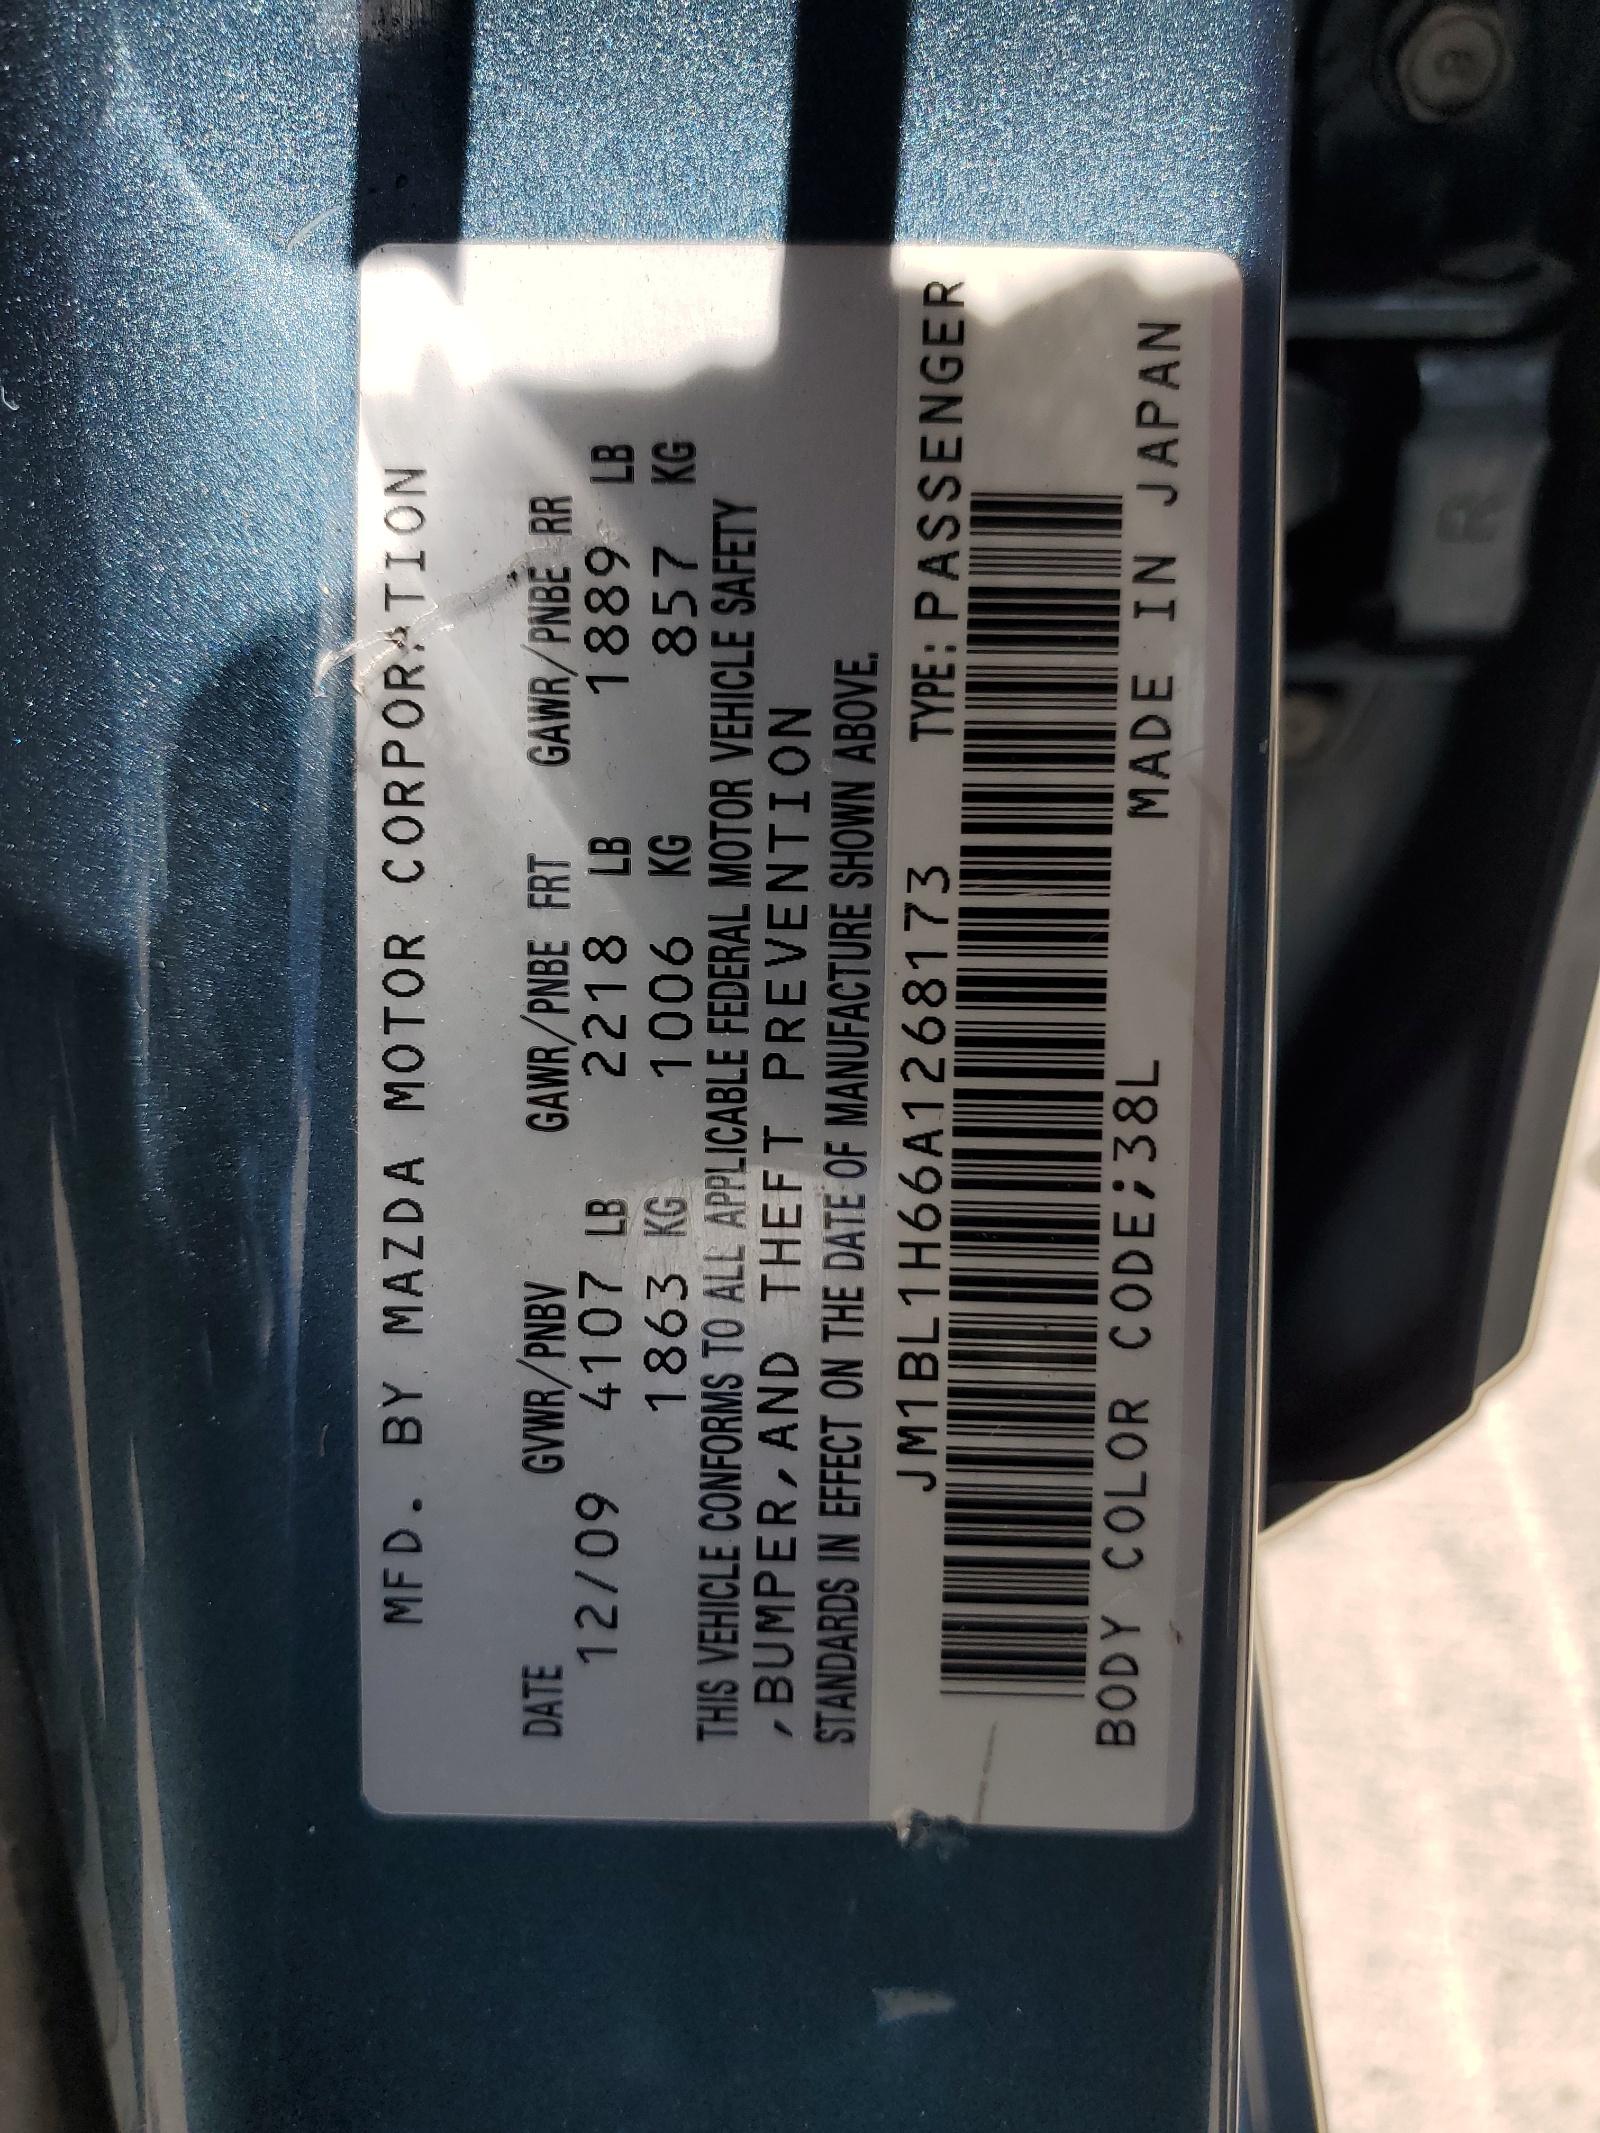 MFD. BY MAZDA MOTOR CORPORATION
DATE GVWR/PNBV GAWR/PNBE FRT GAWR/PNBE RR
12/09 4107 LB 2218 LB 1889 LB
1863 KG 1006 KG 857 KG
THIS VEHICLE CONFORMS TO ALL APPLICABLE FEDERAL MOTOR VEHICLE SAFETY
,BUMPER,AND THEFT PREVENTION
STANDARDS IN EFFECT ON THE DATE OF MANUFACTURE SHOWN ABOVE.
JM1BL1H66A1268173 TYPE:PASSENGER
BODY COLOR CODE;38L MADE IN JAPAN
R